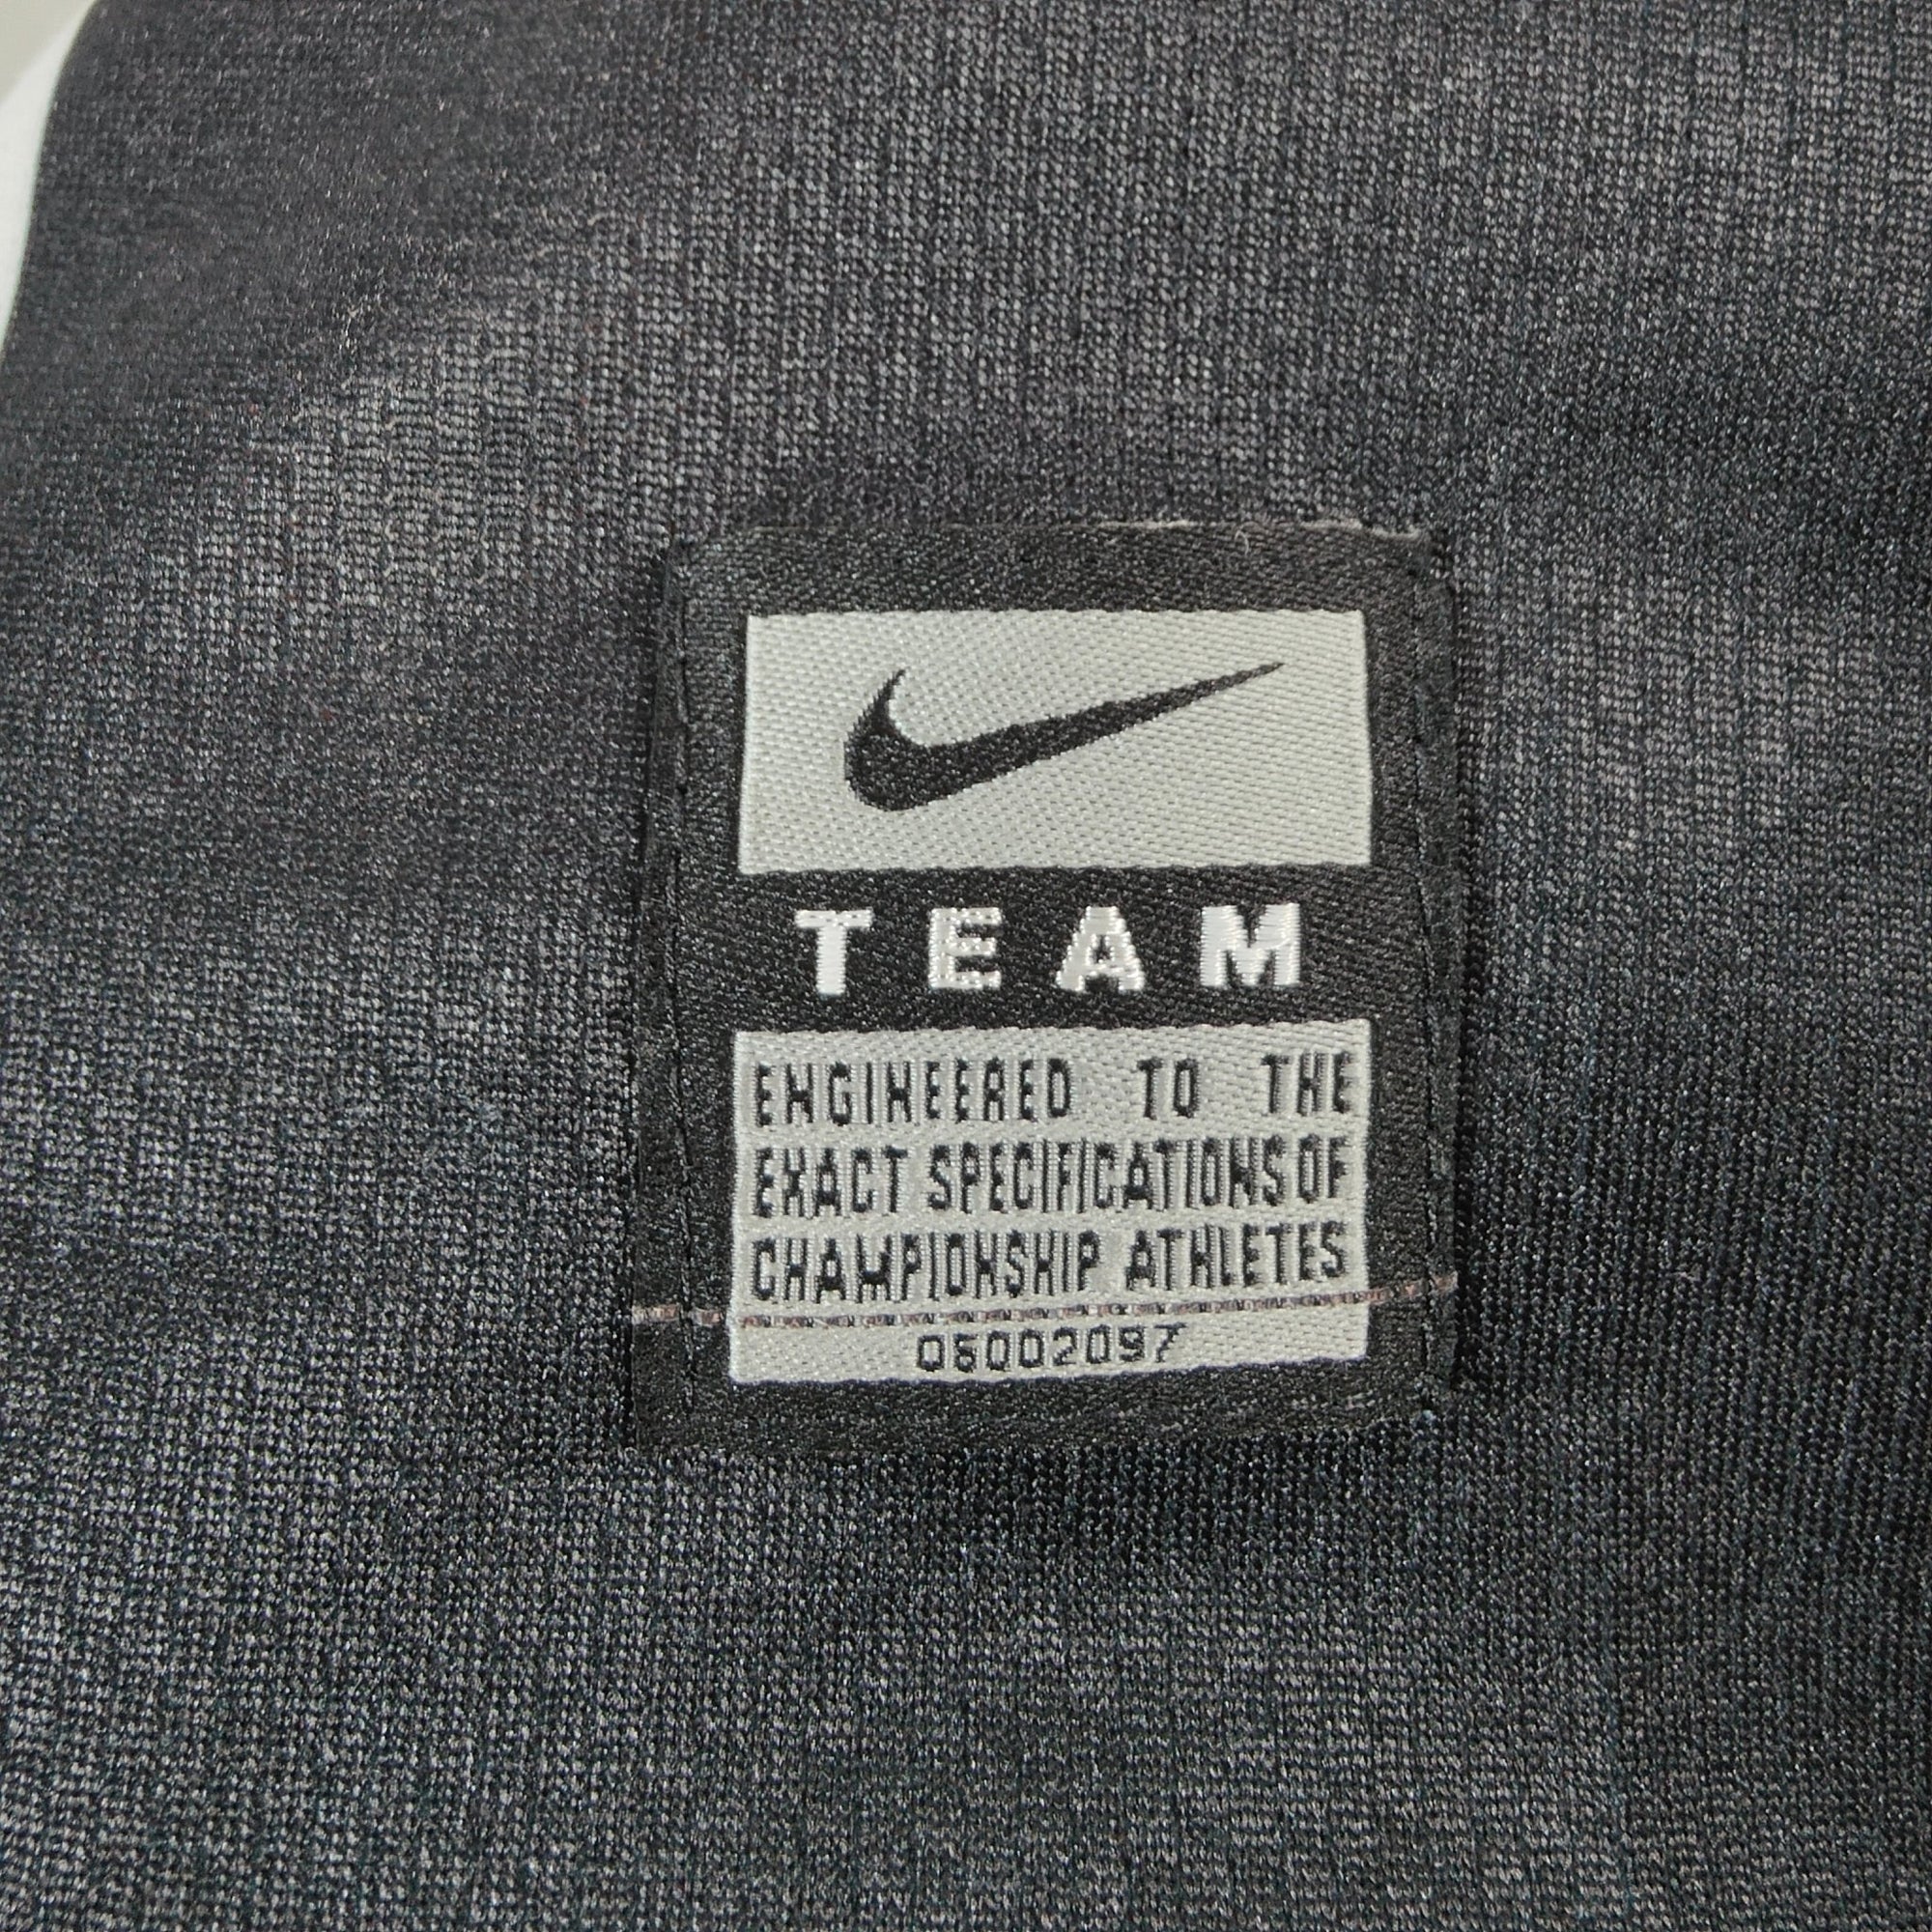 TEAM
ENGINEERED TO THE
EXACT SPECIFICATIONS OF
CHAMPIONSHIP ATHLETES
06002097